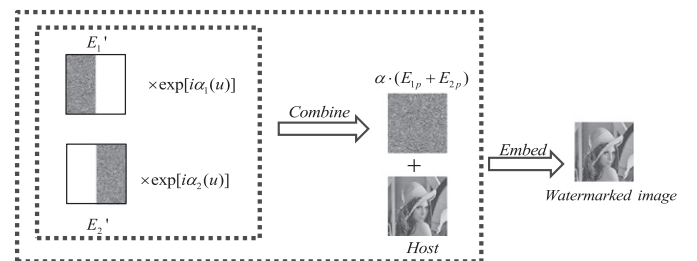 E₁'
×exp[iα₁(u)]
×exp[iα₂(u)]
E₂'
Combine
α·(E₁ₚ+E₂ₚ)
+
Host
Embed
Watermarked image